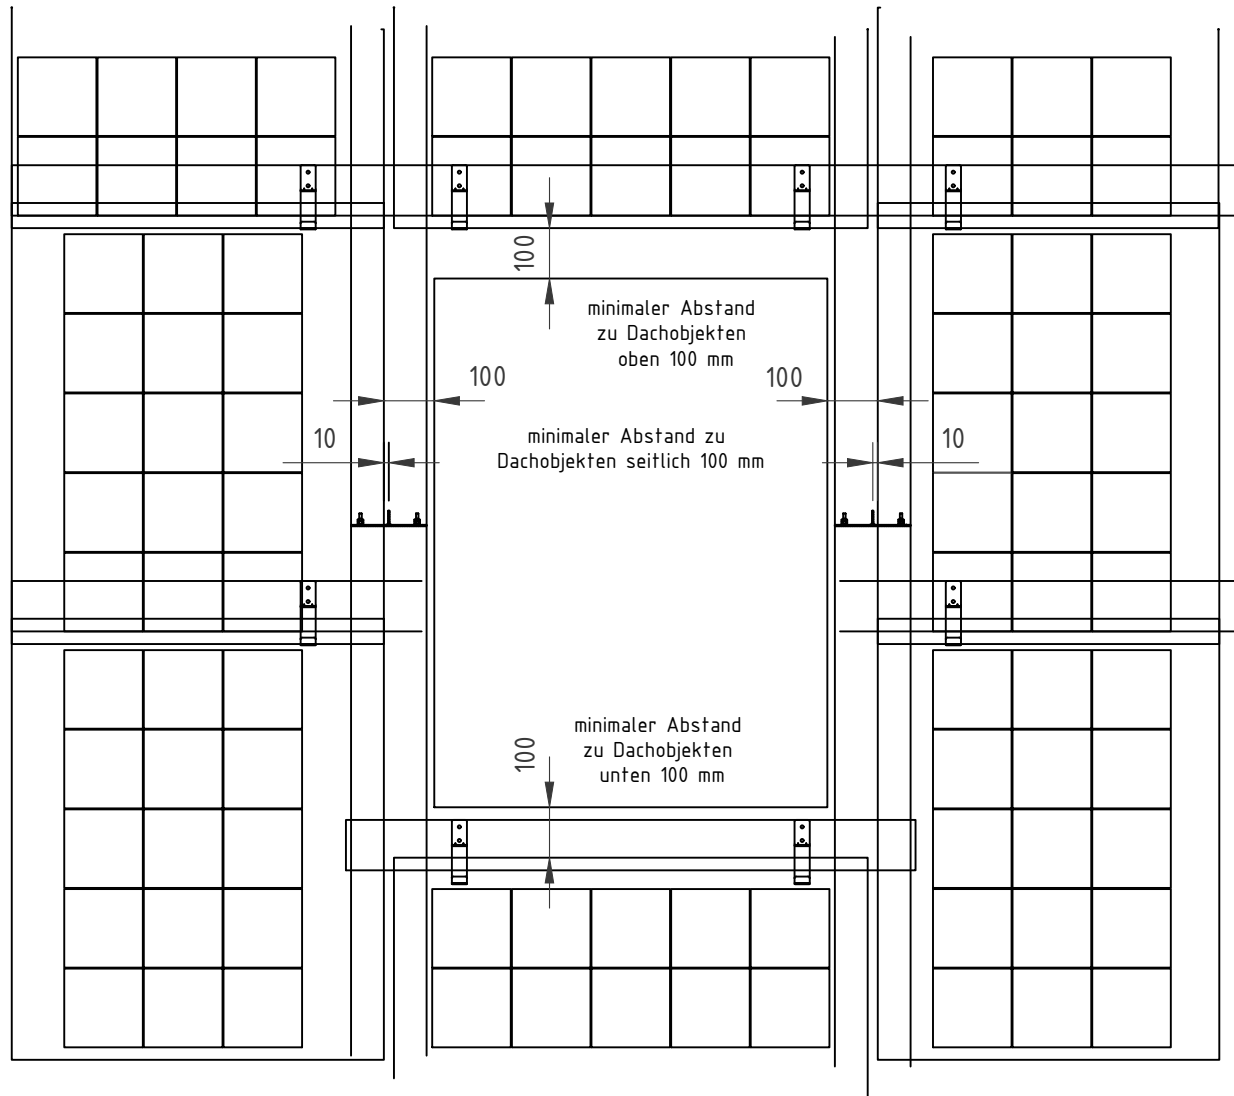 100
minimaler Abstand
zu Dachobjekten
oben 100 mm
100
100
10
minimaler Abstand zu
Dachobjekten seitlich 100 mm
10
minimaler Abstand
zu Dachobjekten
unten 100 mm
100